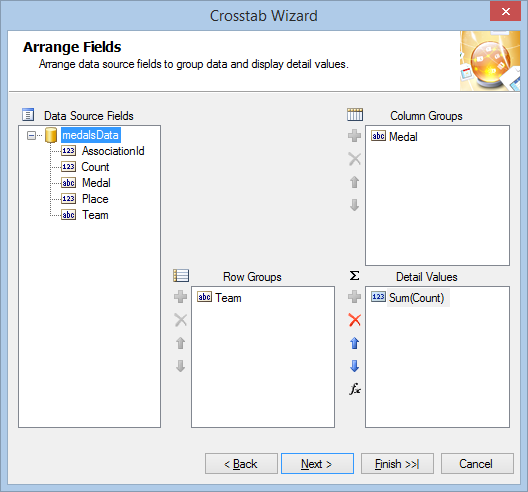 Crosstab Wizard
Arrange Fields
Arrange data source fields to group data and display detail values.
Data Source Fields
medalsData
123 AssociationId
123 Count
abc Medal
123 Place
abc Team
Column Groups
abc Medal
Row Groups
abc Team
Σ Detail Values
123 Sum(Count)
fx
< Back
Next >
Finish >>|
Cancel